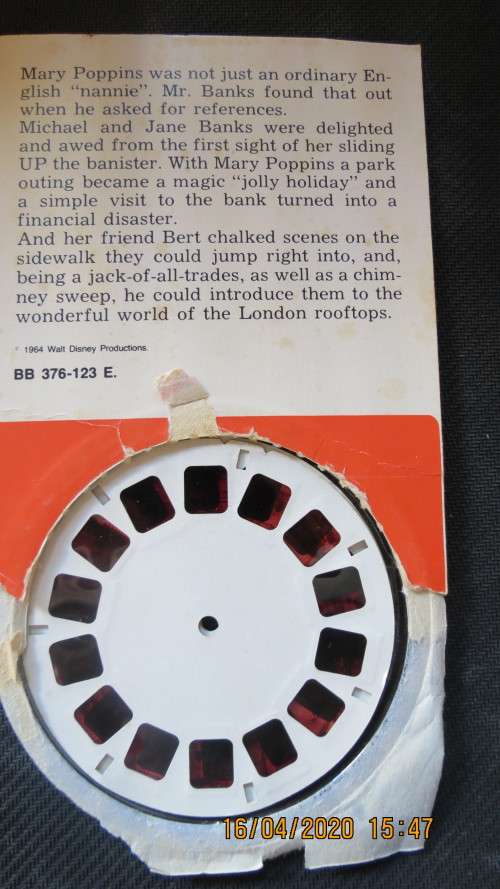 Mary Poppins was not just an ordinary En-
glish “nannie”. Mr. Banks found that out
when he asked for references.
Michael and Jane Banks were delighted
and awed from the first sight of her sliding
UP the banister. With Mary Poppins a park
outing became a magic “jolly holiday” and
a simple visit to the bank turned into a
financial disaster.
And her friend Bert chalked scenes on the
sidewalk they could jump right into, and,
being a jack-of-all-trades, as well as a chim-
ney sweep, he could introduce them to the
wonderful world of the London rooftops.
© 1964 Walt Disney Productions.
BB 376-123 E.
16/04/2020 15:47